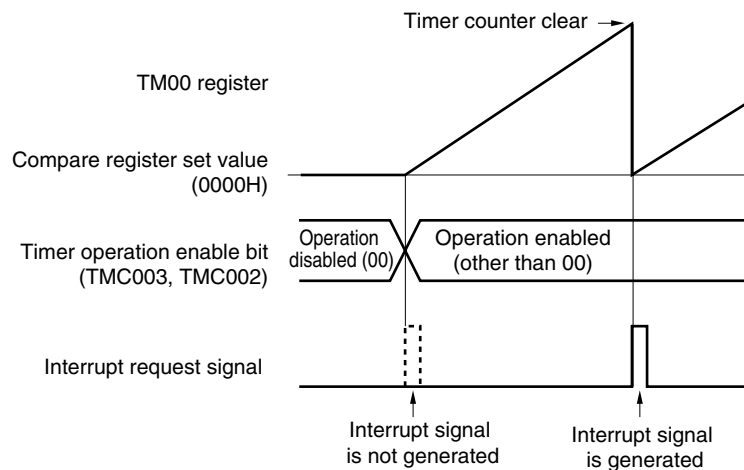 Timer counter clear
TM00 register
Compare register set value
(0000H)
Timer operation enable bit
(TMC003, TMC002)
Operation
disabled (00)
Operation enabled
(other than 00)
Interrupt request signal
Interrupt signal
is not generated
Interrupt signal
is generated